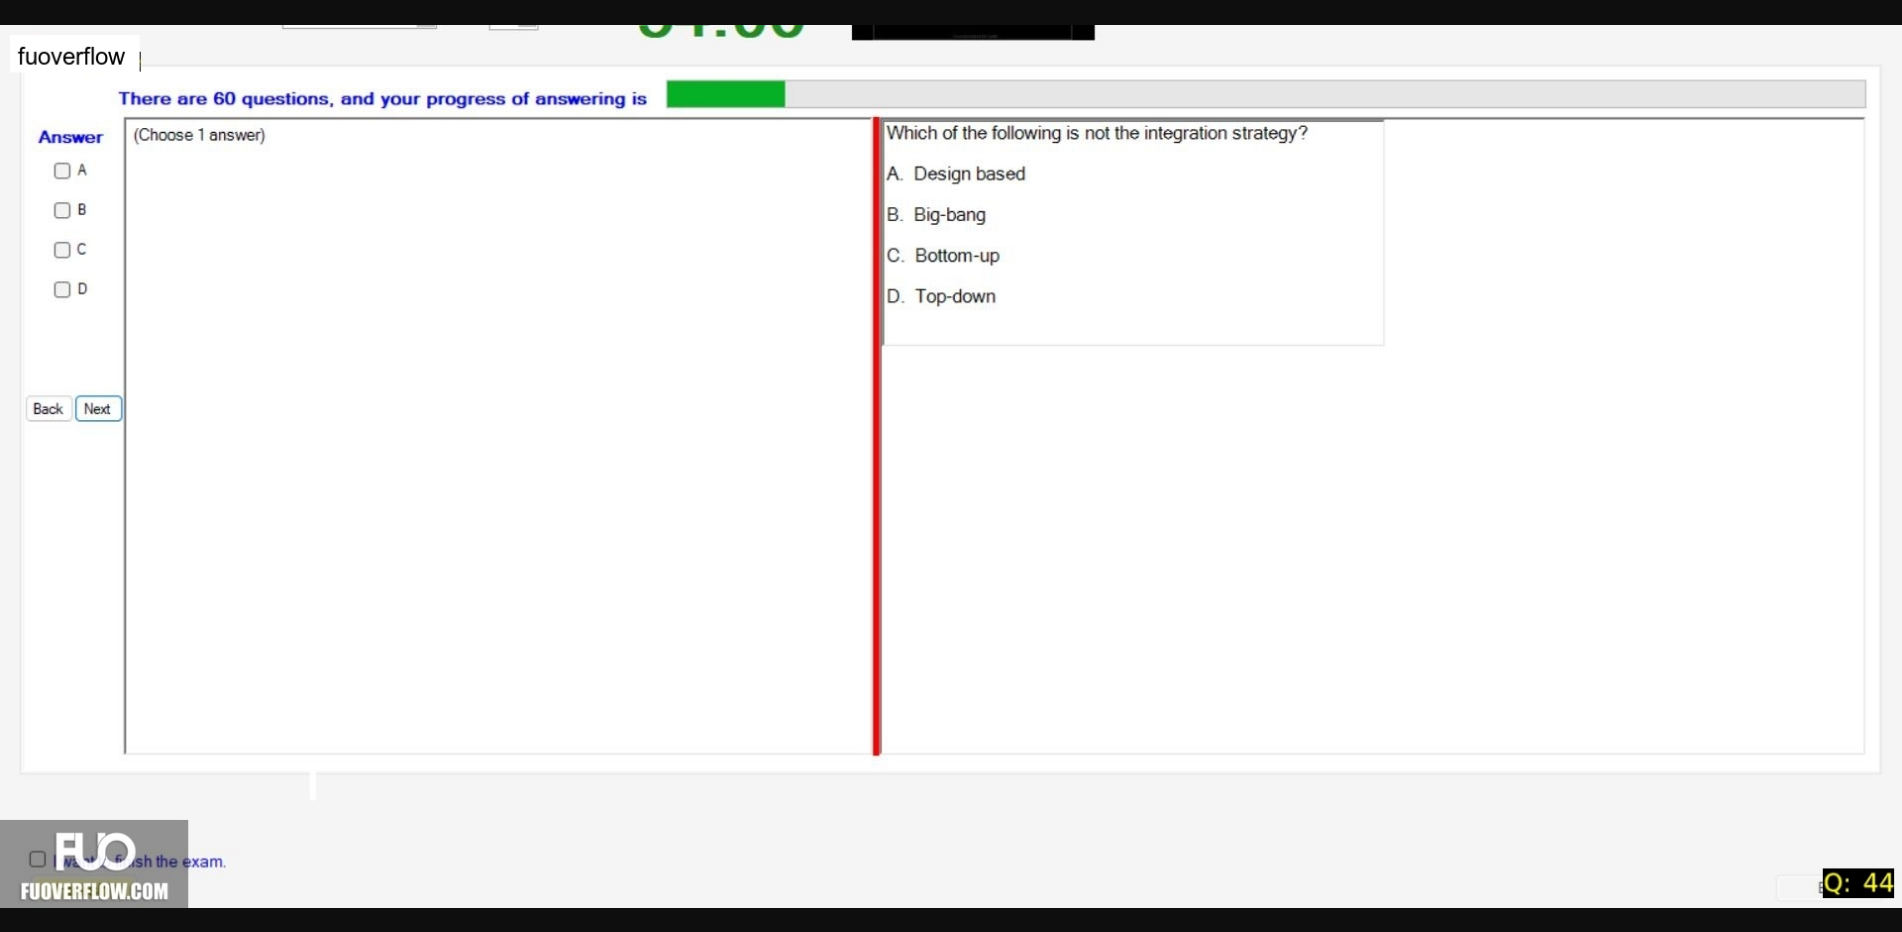 fuoverflow
There are 60 questions, and your progress of answering is
Answer
(Choose 1 answer)
A
B
C
D
Back
Next
Which of the following is not the integration strategy?
A. Design based
B. Big-bang
C. Bottom-up
D. Top-down
FUO
the exam.
FUOVERFLOW.COM
Q: 44